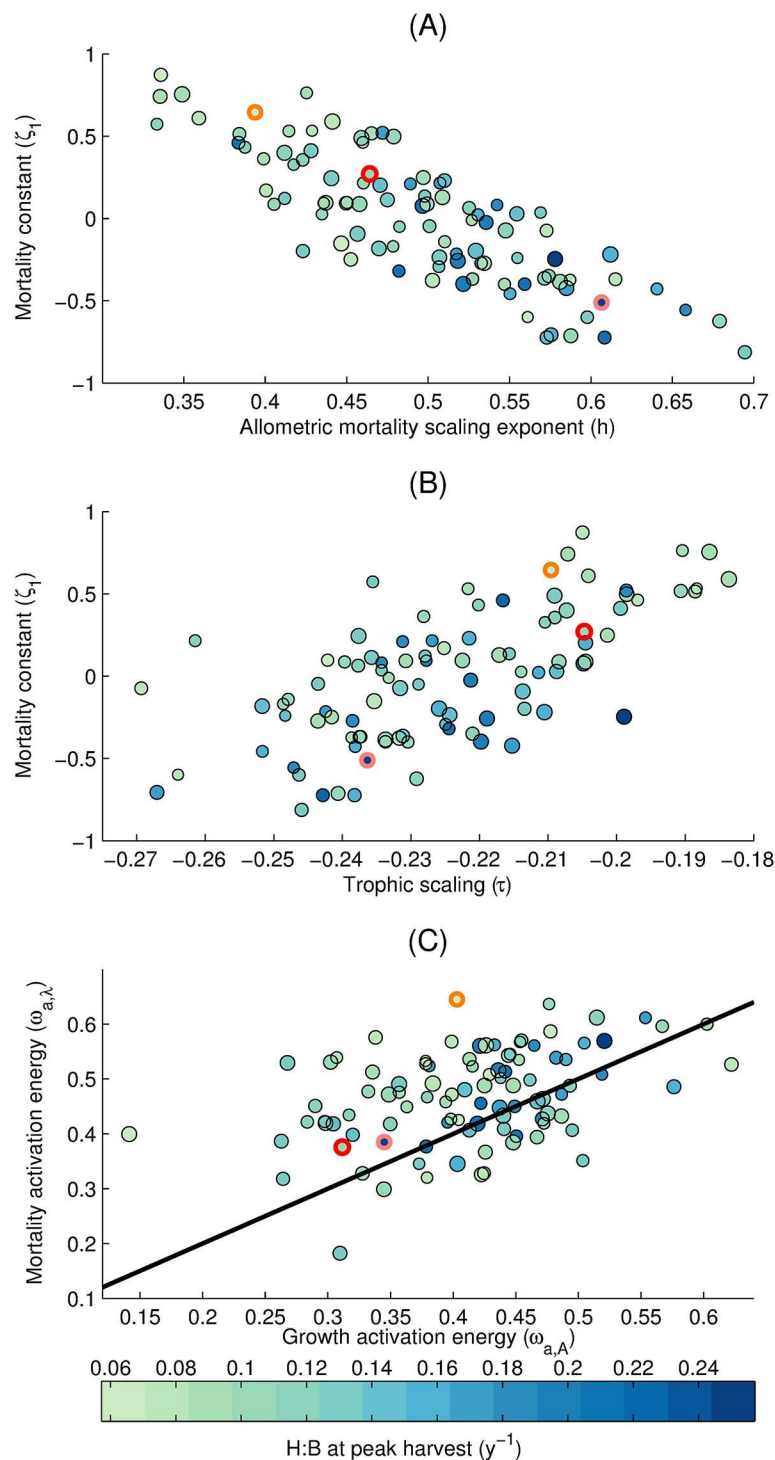 (A)
Mortality constant (ζ1)
1
0.5
0
−0.5
−1
0.35 0.4 0.45 0.5 0.55 0.6 0.65 0.7
Allometric mortality scaling exponent (h)
(B)
Mortality constant (ζ1)
1
0.5
0
−0.5
−1
−0.27 −0.26 −0.25 −0.24 −0.23 −0.22 −0.21 −0.2 −0.19 −0.18
Trophic scaling (τ)
(C)
Mortality activation energy (ωa,λ)
0.6
0.5
0.4
0.3
0.2
0.1
0.15 0.2 0.25 0.3 0.35 0.4 0.45 0.5 0.55 0.6
Growth activation energy (ωa,A)
0.06 0.08 0.1 0.12 0.14 0.16 0.18 0.2 0.22 0.24
H:B at peak harvest (y−1)